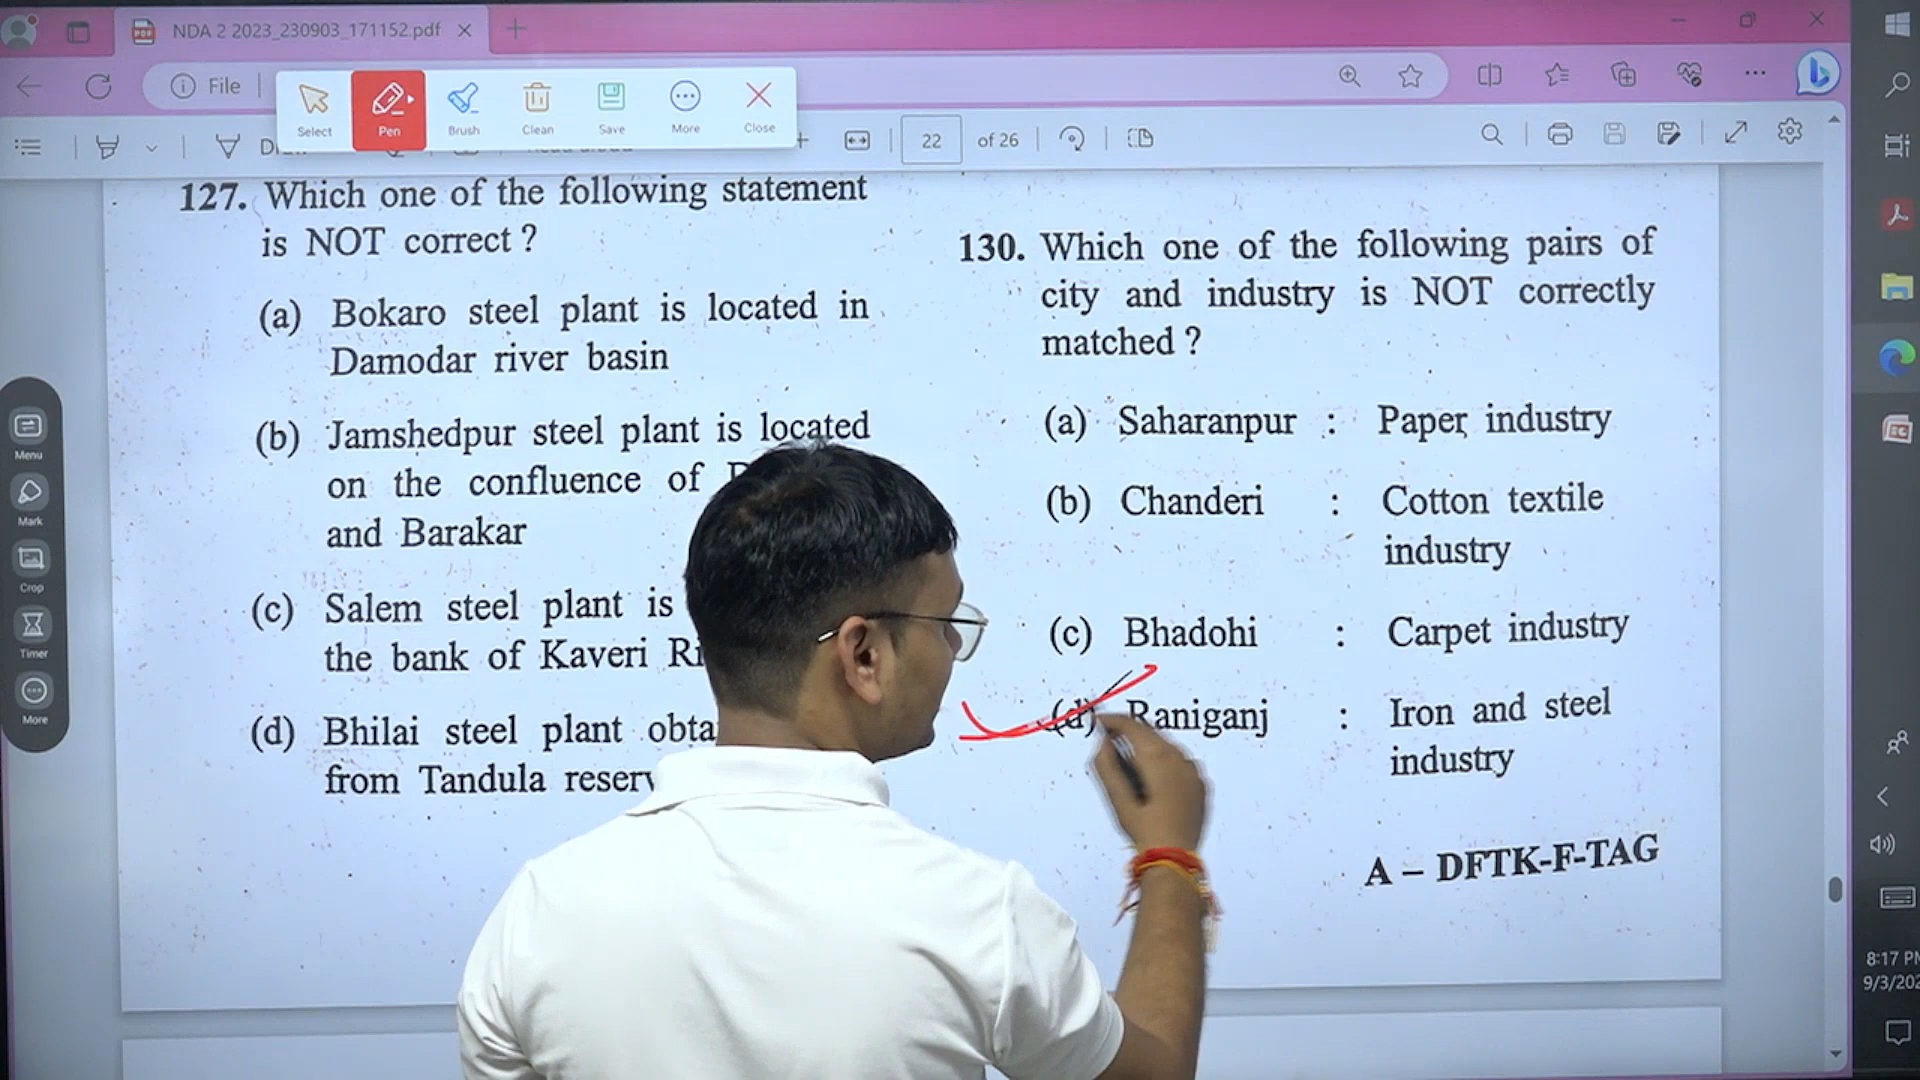 NDA 2 2023_230903_171152.pdf
File
Select
Pen
Brush
Clean
Save
More
Close
22 of 26
127. Which one of the following statement
is NOT correct ?
(a) Bokaro steel plant is located in
Damodar river basin
(b) Jamshedpur steel plant is located
on the confluence of
and Barakar
(c) Salem steel plant is
the bank of Kaveri
(d) Bhilai steel plant
from Tandula
130. Which one of the following pairs of
city and industry is NOT correctly
matched ?
(a) Saharanpur : Paper industry
(b) Chanderi : Cotton textile
industry
(c) Bhadohi : Carpet industry
(d) Raniganj : Iron and steel
industry
A – DFTK-F-TAG
Menu
Mark
Crop
Timer
More
8:17